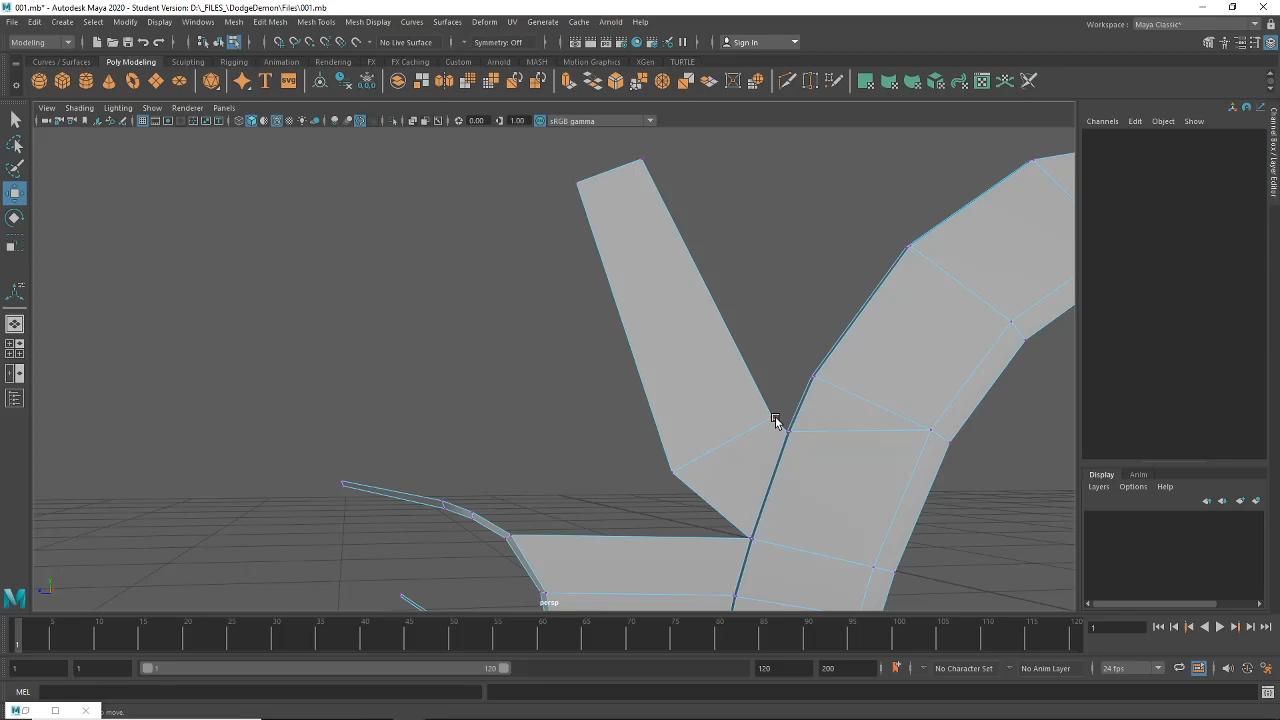 001.mb* - Autodesk Maya 2020 - Student Version: D:\_FILES_\DodgeDemon\Files\001.mb
File Edit Create Select Modify Display Windows Mesh Edit Mesh Mesh Tools Mesh Display Curves Surfaces Deform UV Generate Cache Arnold Help
Workspace : Maya Classic*
Modeling No Live Surface Symmetry: Off Sign In
Curves / Surfaces Poly Modeling Sculpting Rigging Animation Rendering FX FX Caching Custom Arnold MASH Motion Graphics XGen TURTLE
SVG
View Shading Lighting Show Renderer Panels
0.00 1.00 sRGB gamma
Channels Edit Object Show
Channel Box / Layer Editor
Display Anim
Layers Options Help
persp
5 10 15 20 25 30 35 40 45 50 55 60 65 70 75 80 85 90 95 100 105 110 115 120
1
1 1 1 120 120 200 No Character Set No Anim Layer 24 fps
MEL
move.